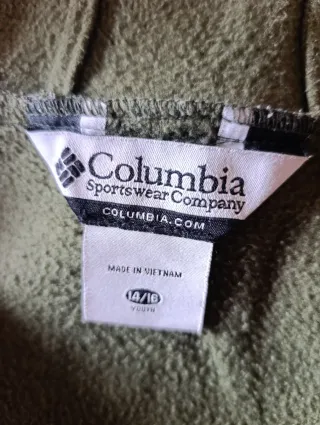 Columbia
Sportswear Company
COLUMBIA.COM
MADE IN VIETNAM
14/16
YOUTH